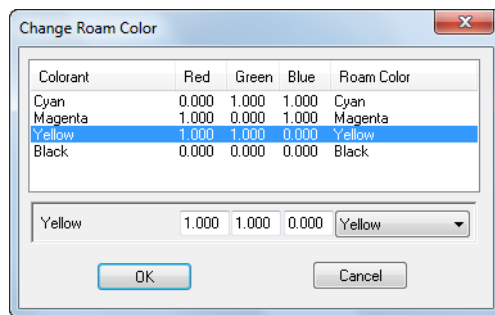 Change Roam Color
Colorant Red Green Blue Roam Color
Cyan 0.000 1.000 1.000 Cyan
Magenta 1.000 0.000 1.000 Magenta
Yellow 1.000 1.000 0.000 Yellow
Black 0.000 0.000 0.000 Black
Yellow 1.000 1.000 0.000 Yellow
OK Cancel